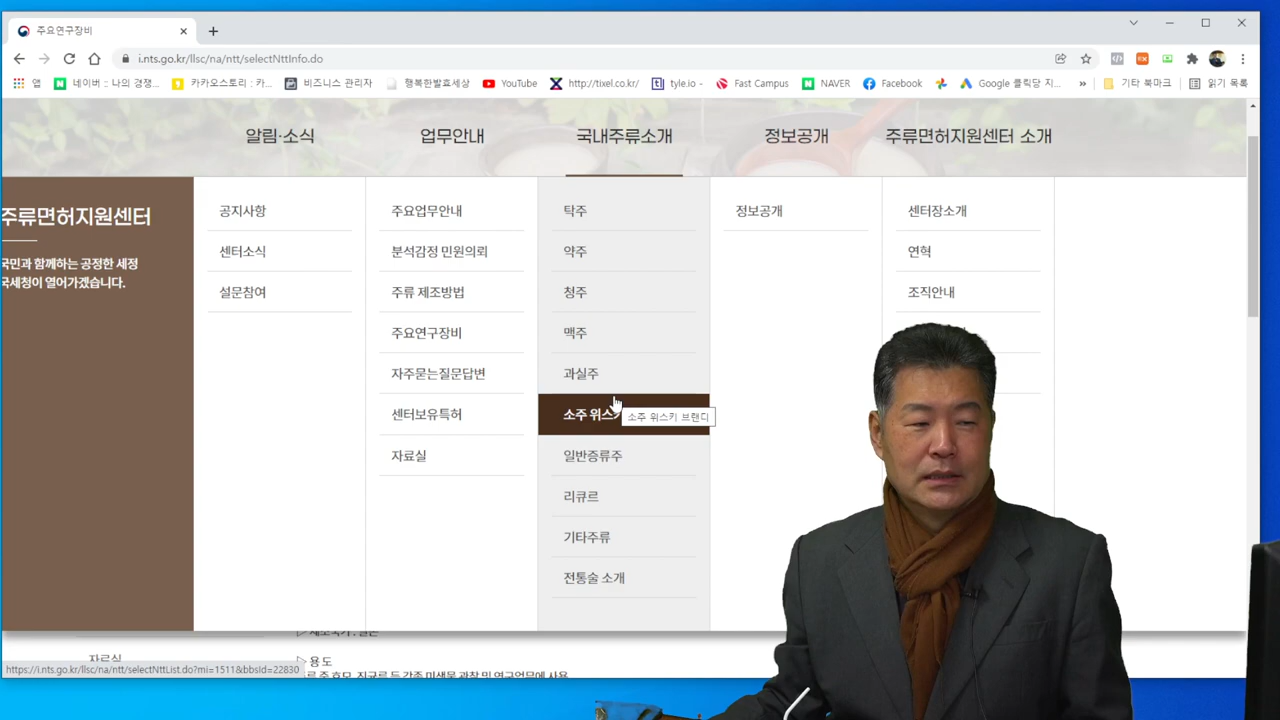 주요연구장비
i.nts.go.kr/llsc/na/ntt/selectNttInfo.do
앱 네이버 :: 나의 경쟁... 카카오스토리 : 카... 비즈니스 관리자 행복한발표세상 YouTube http://tixel.co.kr/ tyle.io - Fast Campus NAVER Facebook Google 클릭당 지... » 기타 북마크 읽기 목록
알림·소식 업무안내 국내주류소개 정보공개 주류면허지원센터 소개
주류면허지원센터
국민과 함께하는 공정한 세정
국세청이 열어가겠습니다.
공지사항
센터소식
설문참여
주요업무안내
분석감정 민원의뢰
주류 제조방법
주요연구장비
자주묻는질문답변
센터보유특허
자료실
탁주
약주
청주
맥주
과실주
소주 위스키
소주 위스키 브랜디
일반증류주
리큐르
기타주류
전통술 소개
정보공개
센터장소개
연혁
조직안내
자료실
▷ 용 도
https://i.nts.go.kr/llsc/na/ntt/selectNttList.do?mi=1511&bbsId=22830